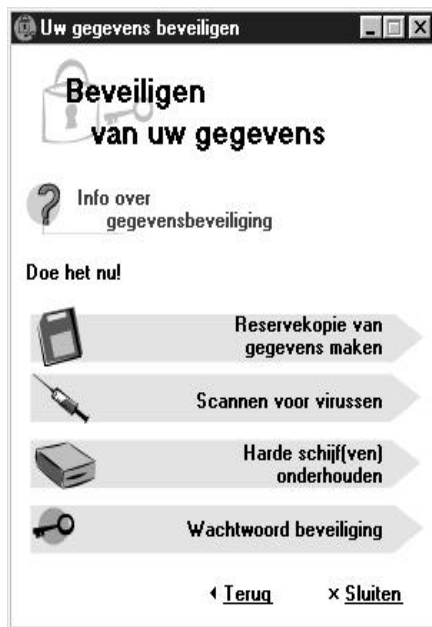 Uw gegevens beveiligen
Beveiligen
van uw gegevens
Info over
gegevensbeveiliging
Doe het nu!
Reservekopie van
gegevens maken
Scannen voor virussen
Harde schijf(ven)
onderhouden
Wachtwoord beveiliging
Terug
× Sluiten